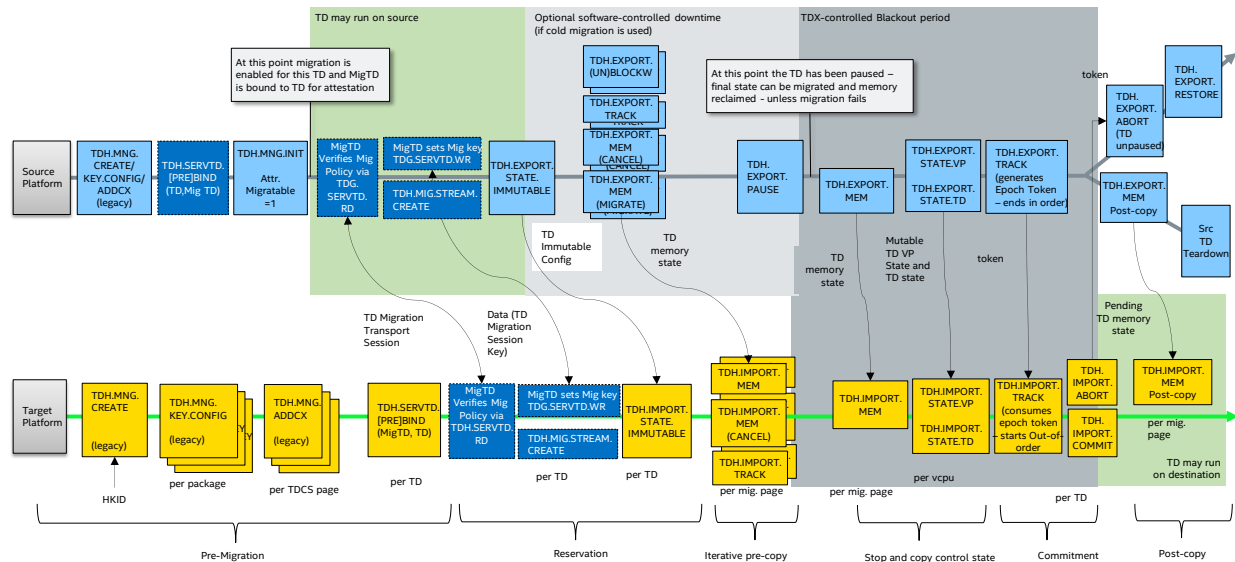 TD may run on source
Optional software-controlled downtime
(if cold migration is used)
TDX-controlled Blackout period
At this point migration is
enabled for this TD and MigTD
is bound to TD for attestation
At this point the TD has been paused –
final state can be migrated and memory
reclaimed - unless migration fails
Source
Platform
TDH.MNG.
CREATE/
KEY.CONFIG/
ADDCX
(legacy)
TDH.SERVTD.
[PRE]BIND
(TD,Mig TD)
TDH.MNG.INIT
Attr.
Migratable
=1
MigTD
Verifies Mig
Policy via
TDG.
SERVTD.
RD
MigTD sets Mig key
TDG.SERVTD.WR
TDH.MIG.STREAM.
CREATE
TDH.EXPORT.
STATE.
IMMUTABLE
TDH.EXPORT.
(UN)BLOCKW
TDH.EXPORT.
TRACK
TDH.EXPORT.
MEM
(CANCEL)
TDH.EXPORT.
MEM
(MIGRATE)
TDH.
EXPORT.
PAUSE
TDH.EXPORT.
MEM
TDH.EXPORT.
STATE.VP
TDH.EXPORT.
STATE.TD
TDH.EXPORT.
TRACK
(generates
Epoch Token
– ends in order)
token
TDH.
EXPORT.
ABORT
(TD
unpaused)
TDH.
EXPORT.
RESTORE
TDH.EXPORT.
MEM
Post-copy
Src
TD
Teardown
TD
Immutable
Config
TD
memory
state
TD
memory
state
Mutable
TD VP
State and
TD state
token
TD Migration
Transport
Session
Data (TD
Migration
Session
Key)
Pending
TD memory
state
Target
Platform
TDH.MNG.
CREATE
(legacy)
TDH.MNG.
KEY.CONFIG
(legacy)
TDH.MNG.
ADDCX
(legacy)
TDH.SERVTD.
[PRE]BIND
(MigTD, TD)
MigTD
Verifies Mig
Policy via
TDH.SERVTD.
RD
MigTD sets Mig key
TDG.SERVTD.WR
TDH.MIG.STREAM.
CREATE
TDH.IMPORT.
STATE.
IMMUTABLE
TDH.IMPORT.
MEM
TDH.IMPORT.
MEM
(CANCEL)
TDH.IMPORT.
TRACK
TDH.IMPORT.
MEM
TDH.IMPORT.
STATE.VP
TDH.IMPORT.
STATE.TD
TDH.IMPORT.
TRACK
(consumes
epoch token
– starts Out-of-
order
TDH.
IMPORT.
ABORT
TDH.
IMPORT.
COMMIT
TDH.IMPORT.
MEM
Post-copy
per mig.
page
TD may run
on destination
HKID
per package
per TDCS page
per TD
per TD
per TD
per mig. page
per mig. page
per vcpu
per TD
Pre-Migration
Reservation
Iterative pre-copy
Stop and copy control state
Commitment
Post-copy